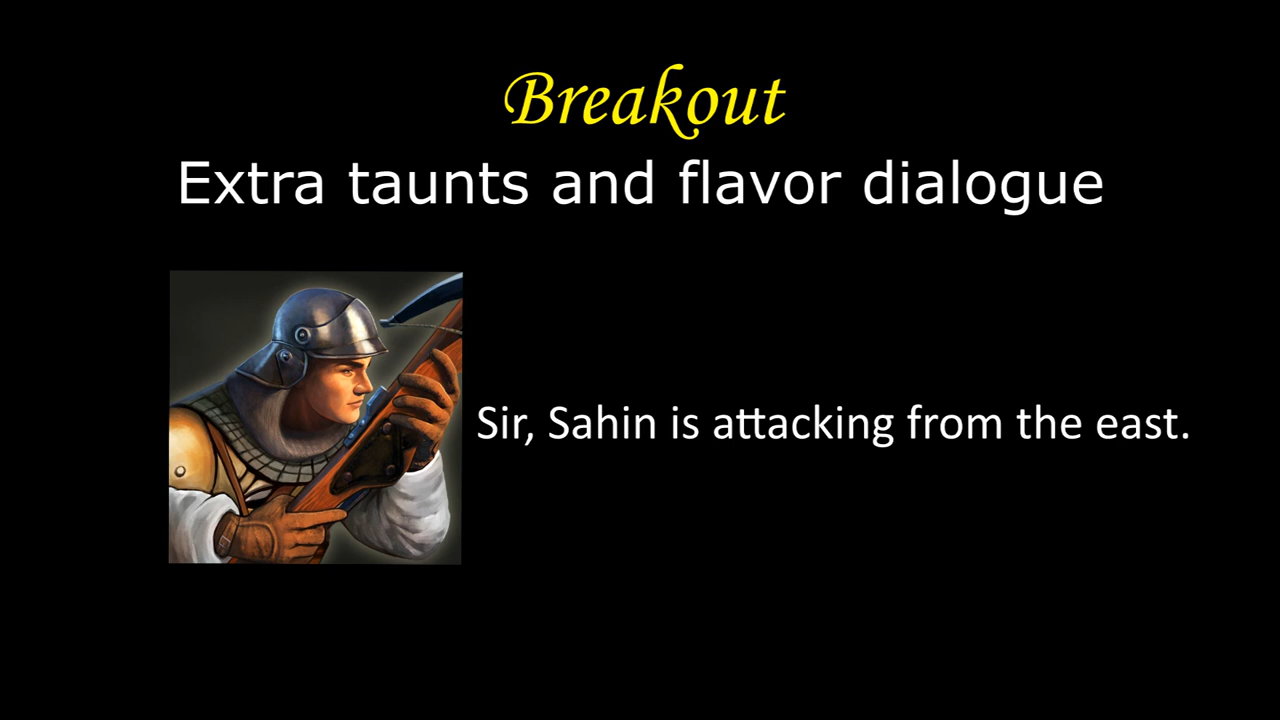 Breakout
Extra taunts and flavor dialogue
Sir, Sahin is attacking from the east.